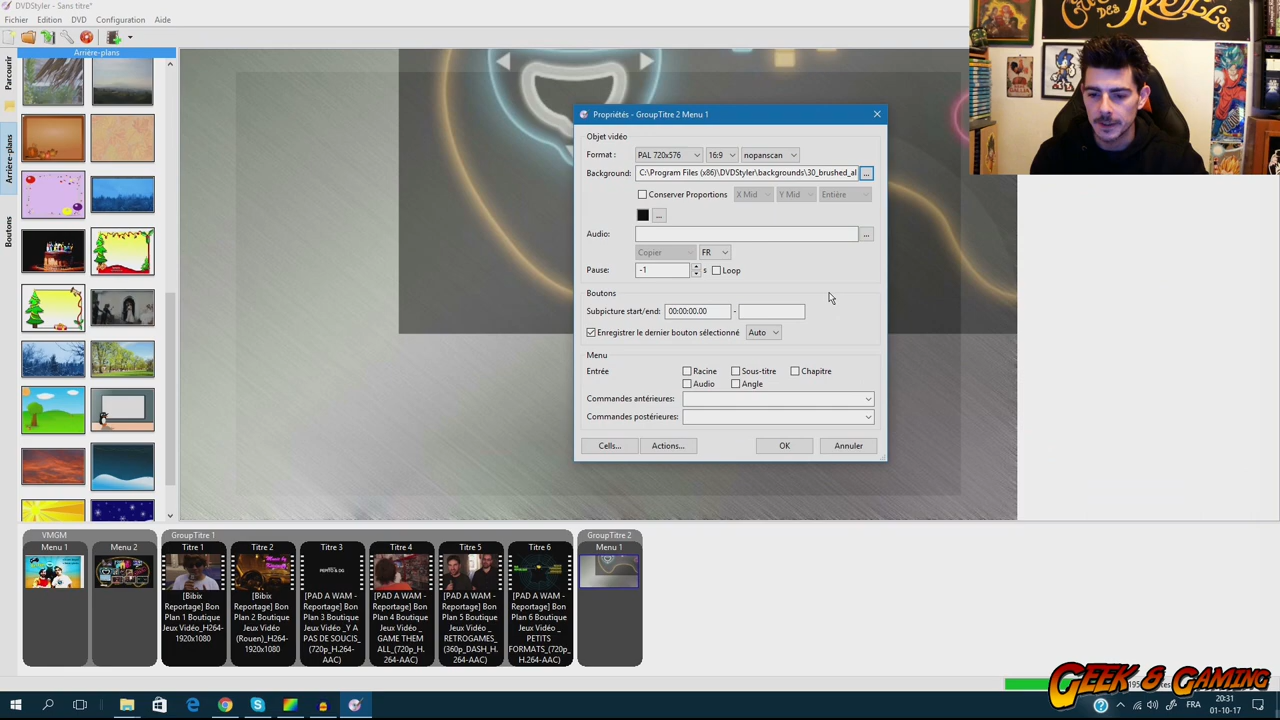 DVDStyler - Sans titre*
Fichier Edition DVD Configuration Aide
DES TROLLS
Arrière-plans
Parcourir
Arrière-plans
Boutons
Propriétés - GroupTitre 2 Menu 1
Objet vidéo
Format : PAL 720x576 16:9 nopanscan
Background: C:\Program Files (x86)\DVDStyler\backgrounds\30_brushed_al ...
Conserver Proportions X Mid Y Mid Entière
...
Audio: ...
Copier FR
Pause: -1 s Loop
Boutons
Subpicture start/end: 00:00:00.00 -
Enregistrer le dernier bouton sélectionné Auto
Menu
Entrée Racine Sous-titre Chapitre
Audio Angle
Commandes antérieures:
Commandes postérieures:
Cells... Actions... OK Annuler
VMGM GroupTitre 1 GroupTitre 2
Menu 1 Menu 2 Titre 1 Titre 2 Titre 3 Titre 4 Titre 5 Titre 6 Menu 1
PEPITO & DG
[Bibix
Reportage] Bon
Plan 1 Boutique
Jeux Vidéo_H264-
1920x1080
[Bibix
Reportage] Bon
Plan 2 Boutique
Jeux Vidéo
(Rouen)_H264-
1920x1080
[PAD A WAM -
Reportage] Bon
Plan 3 Boutique
Jeux Vidéo _Y A
PAS DE SOUCIS_
(720p_H.264-
AAC)
[PAD A WAM -
Reportage] Bon
Plan 4 Boutique
Jeux Vidéo _
GAME THEM
ALL_(720p_H.
264-AAC)
[PAD A WAM -
Reportage] Bon
Plan 5 Boutique
Jeux Vidéo _
RETROGAMES_
(360p_DASH_H.
264-AAC)
[PAD A WAM -
Reportage] Bon
Plan 6 Boutique
Jeux Vidéo _
PETITS
FORMATS_(720p_
H.264-AAC)
GEEK & GAMING
FR
20:31
01-10-17